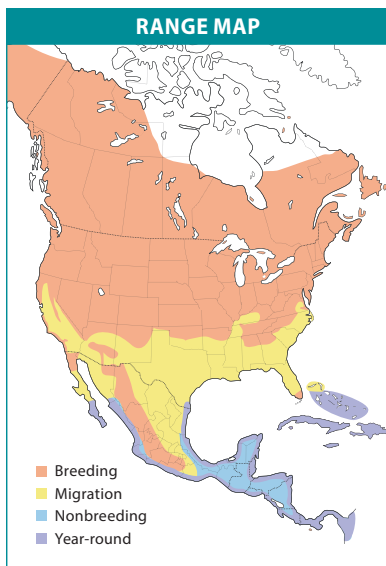 RANGE MAP
Breeding
Migration
Nonbreeding
Year-round